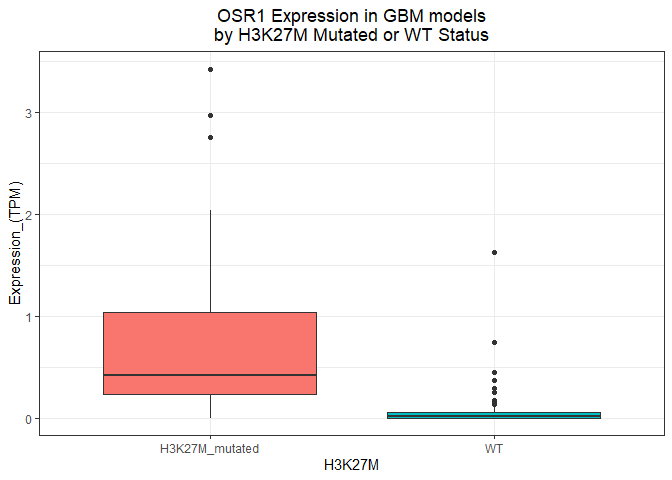 OSR1 Expression in GBM models
by H3K27M Mutated or WT Status
Expression_(TPM)
3
2
1
0
H3K27M_mutated
WT
H3K27M